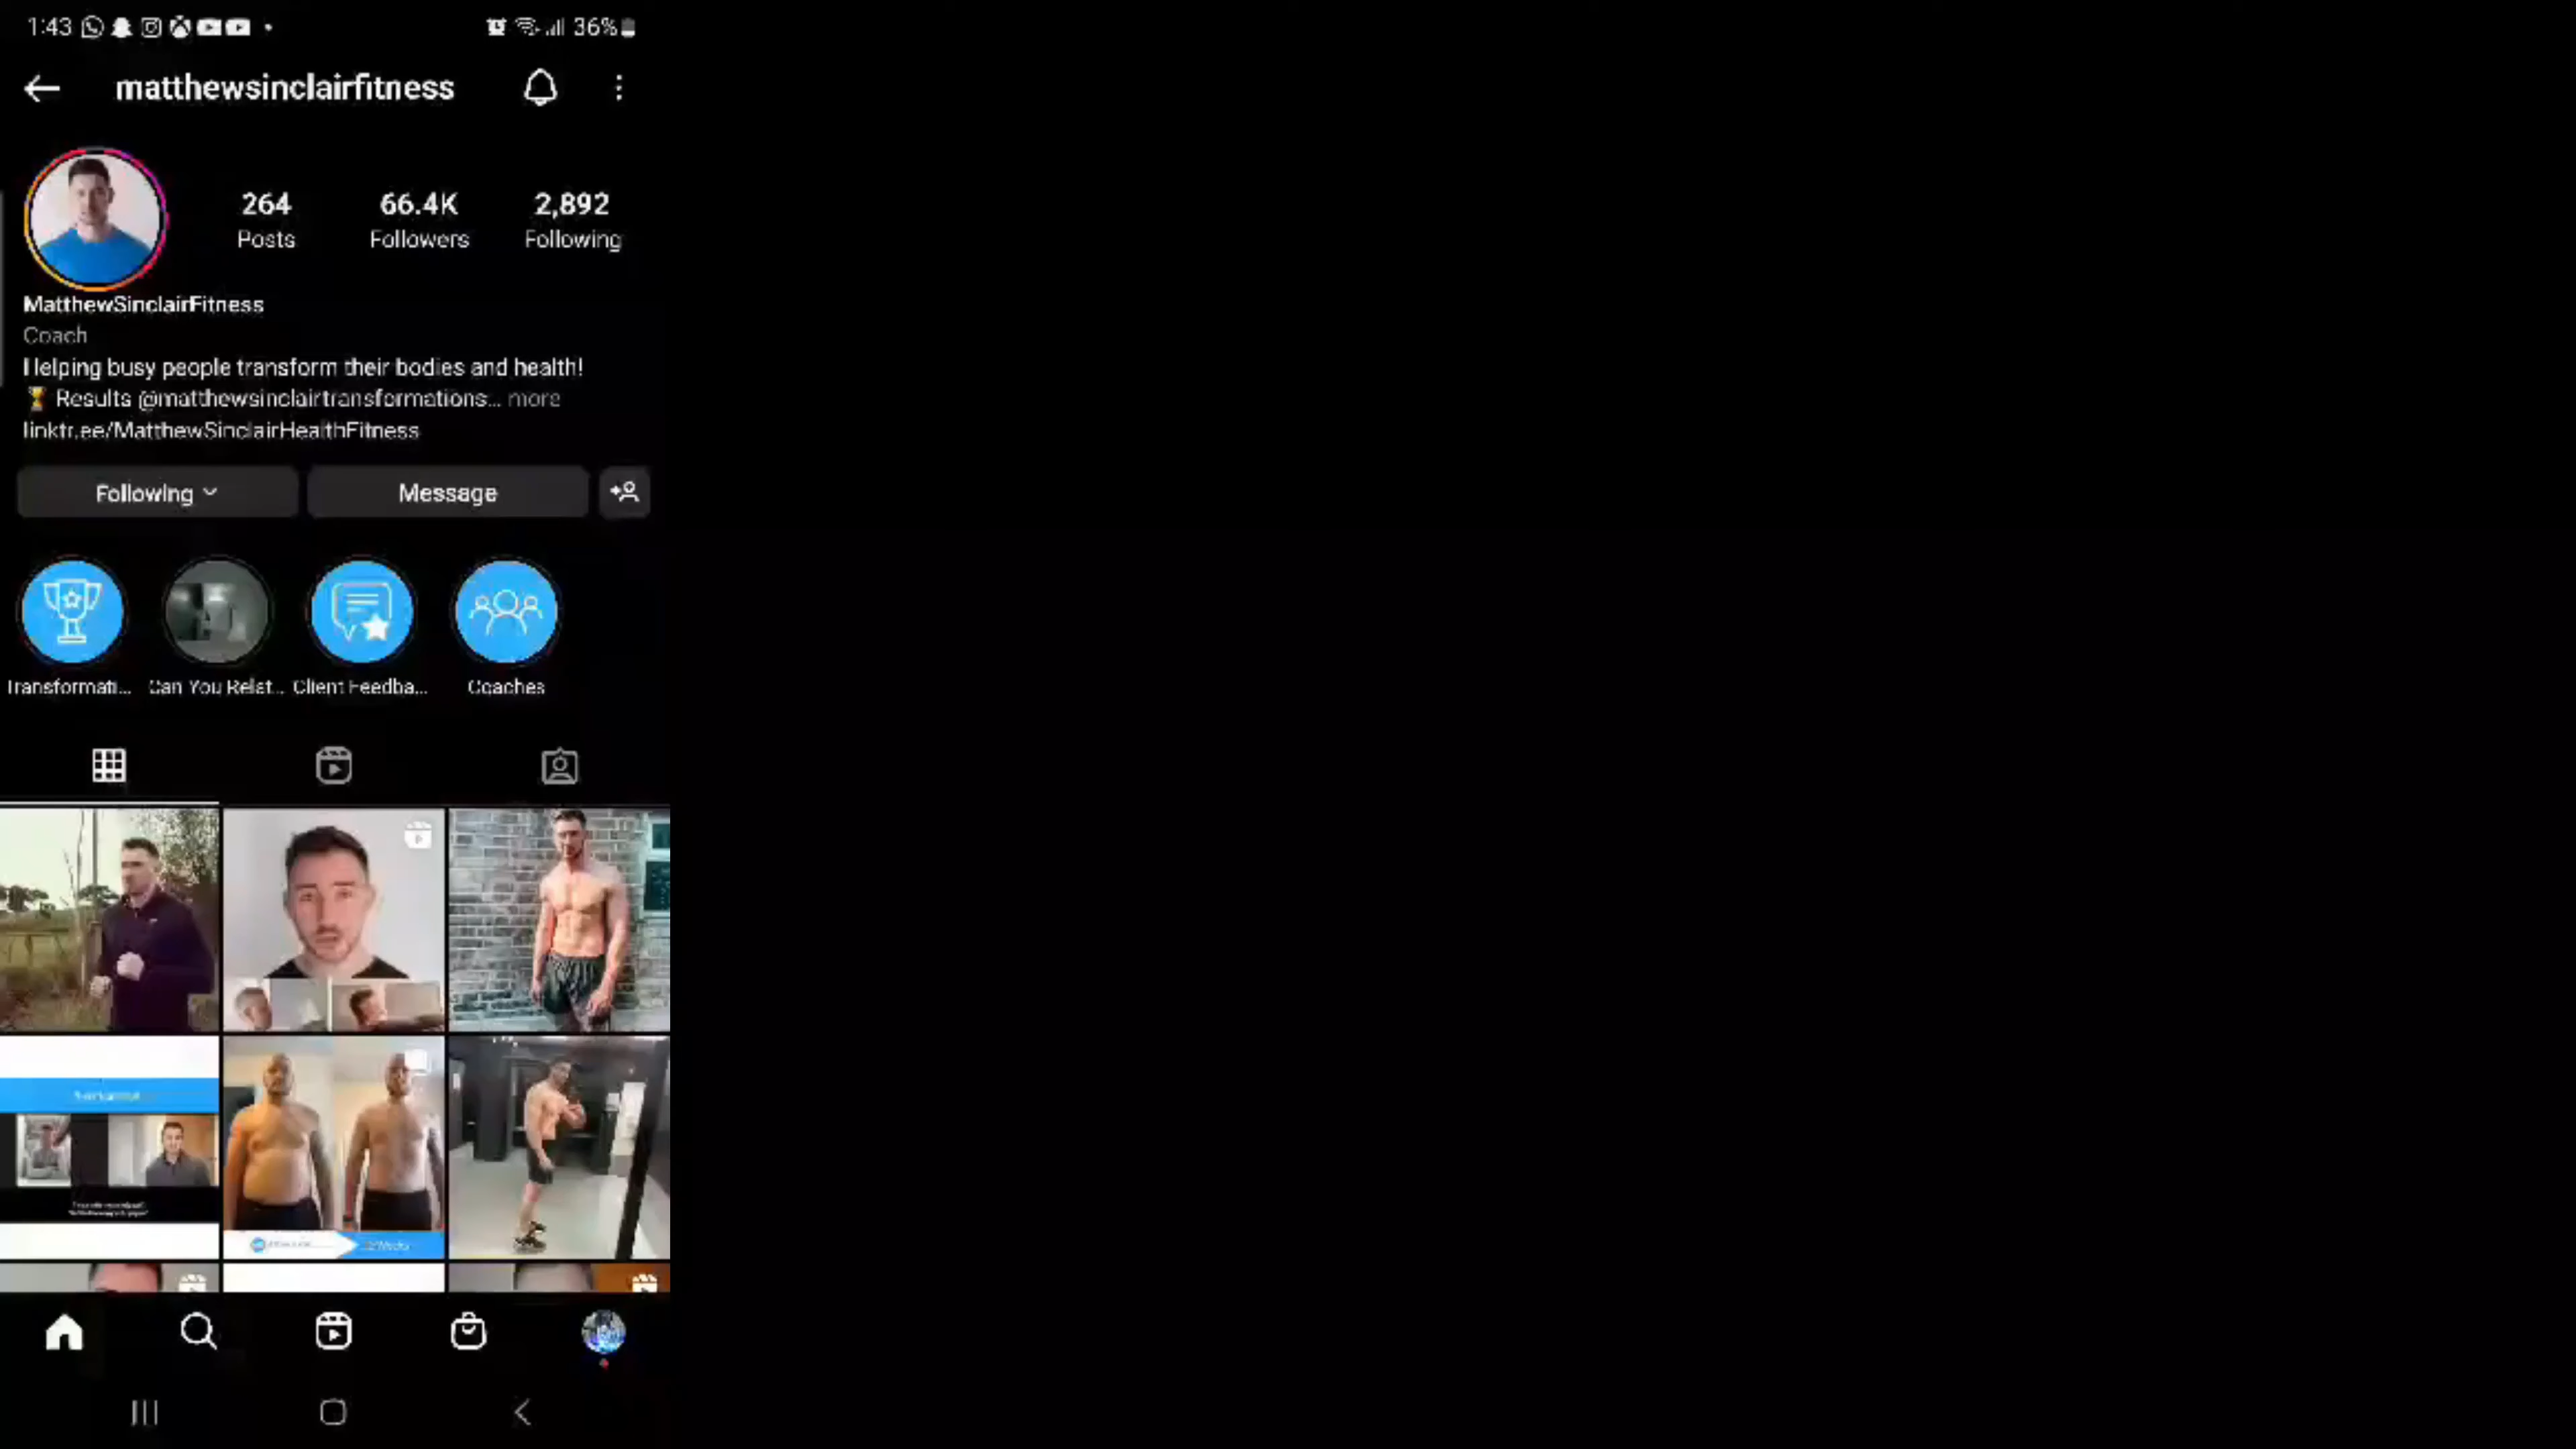 1:43
36%
matthewsinclairfitness
264
66.4K
2,892
Posts
Followers
Following
MatthewSinclairFitness
Coach
Helping busy people transform their bodies and health!
🏆 Results @matthewsinclairtransformations... more
linktr.ee/MatthewSinclairHealthFitness
Following
Message
Transformati...
Can You Relat...
Client Feedba...
Coaches